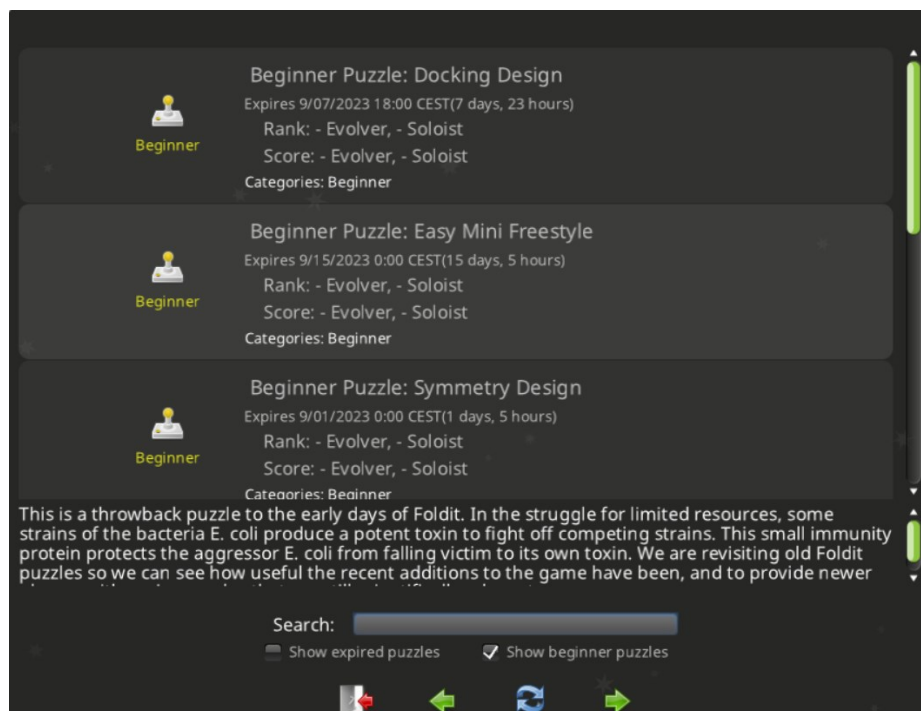 Beginner Puzzle: Docking Design
Expires 9/07/2023 18:00 CEST(7 days, 23 hours)
Rank: - Evolver, - Soloist
Score: - Evolver, - Soloist
Categories: Beginner
Beginner
Beginner Puzzle: Easy Mini Freestyle
Expires 9/15/2023 0:00 CEST(15 days, 5 hours)
Rank: - Evolver, - Soloist
Score: - Evolver, - Soloist
Categories: Beginner
Beginner
Beginner Puzzle: Symmetry Design
Expires 9/01/2023 0:00 CEST(1 days, 5 hours)
Rank: - Evolver, - Soloist
Score: - Evolver, - Soloist
Categories: Beginner
Beginner
This is a throwback puzzle to the early days of Foldit. In the struggle for limited resources, some
strains of the bacteria E. coli produce a potent toxin to fight off competing strains. This small immunity
protein protects the aggressor E. coli from falling victim to its own toxin. We are revisiting old Foldit
puzzles so we can see how useful the recent additions to the game have been, and to provide newer
Search:
Show expired puzzles
Show beginner puzzles